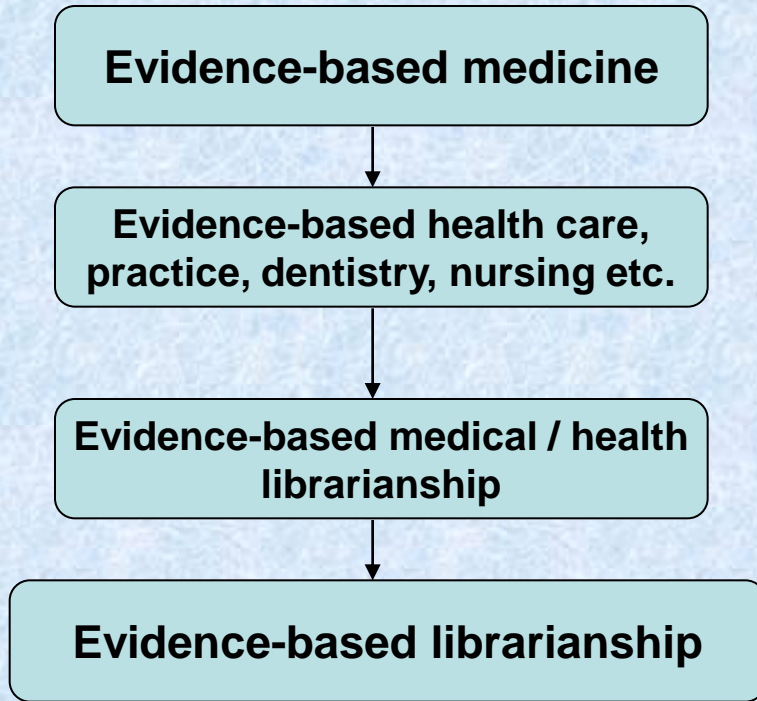 Evidence-based medicine
Evidence-based health care,
practice, dentistry, nursing etc.
Evidence-based medical / health
librarianship
Evidence-based librarianship